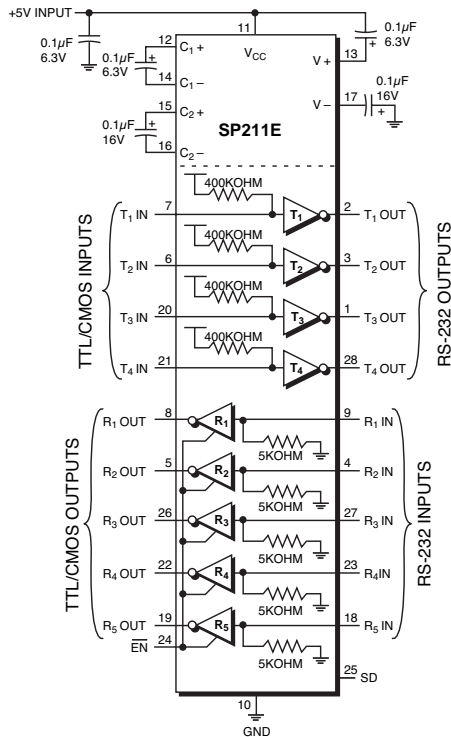 +5V INPUT
0.1µF
6.3V
0.1µF
6.3V
12
C1+
14
C1−
0.1µF
16V
15
C2+
16
C2−
11
VCC
SP211E
V+
13
0.1µF
6.3V
V−
17
0.1µF
16V
TTL/CMOS INPUTS
RS-232 OUTPUTS
400KOHM
T1 IN 7 T1 2 T1 OUT
400KOHM
T2 IN 6 T2 3 T2 OUT
400KOHM
T3 IN 20 T3 1 T3 OUT
400KOHM
T4 IN 21 T4 28 T4 OUT
TTL/CMOS OUTPUTS
RS-232 INPUTS
R1 OUT 8 R1 9 R1 IN
5KOHM
R2 OUT 5 R2 4 R2 IN
5KOHM
R3 OUT 26 R3 27 R3 IN
5KOHM
R4 OUT 22 R4 23 R4IN
5KOHM
R5 OUT 19 R5 18 R5 IN
EN 24
5KOHM
25 SD
10
GND